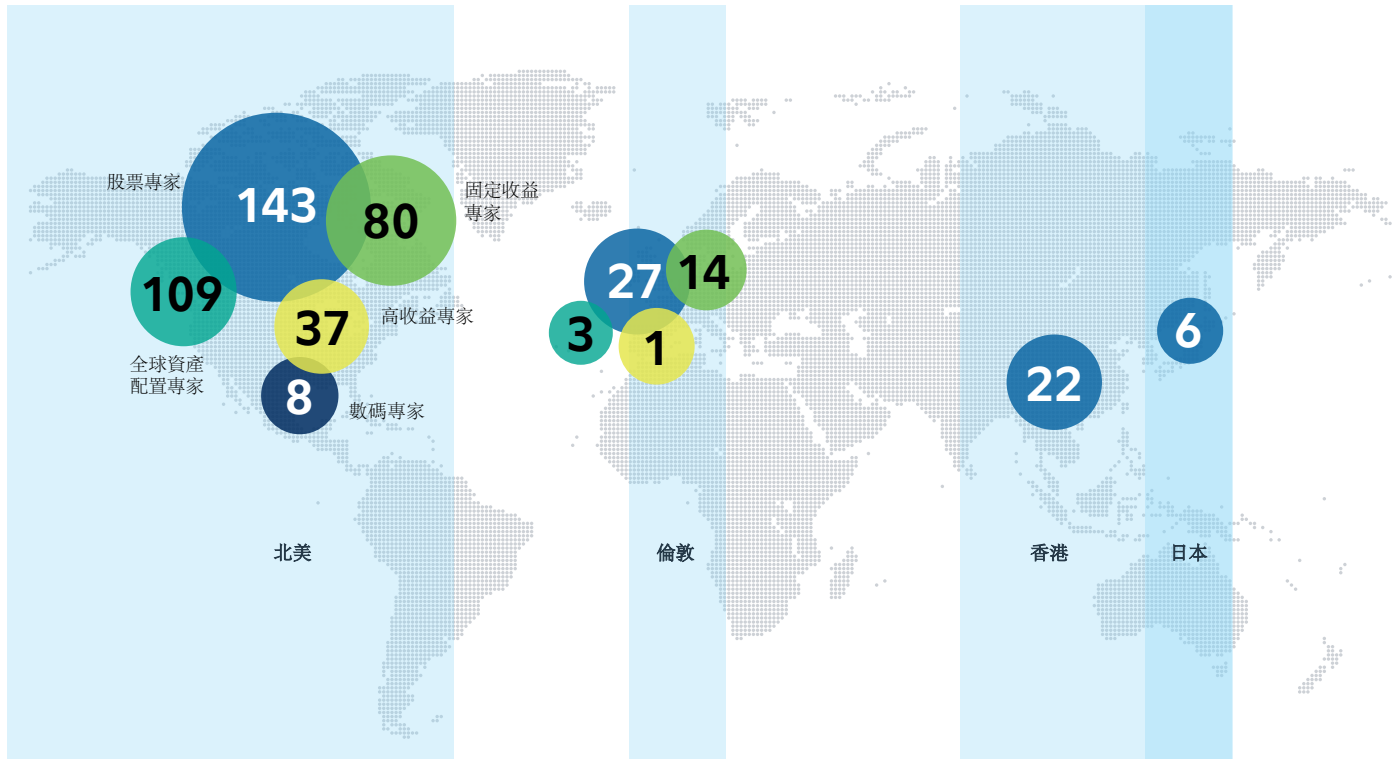 股票專家
143
固定收益
專家
80
109
全球資產
配置專家
37
高收益專家
8
數碼專家
27
14
3
1
22
6
北美
倫敦
香港
日本